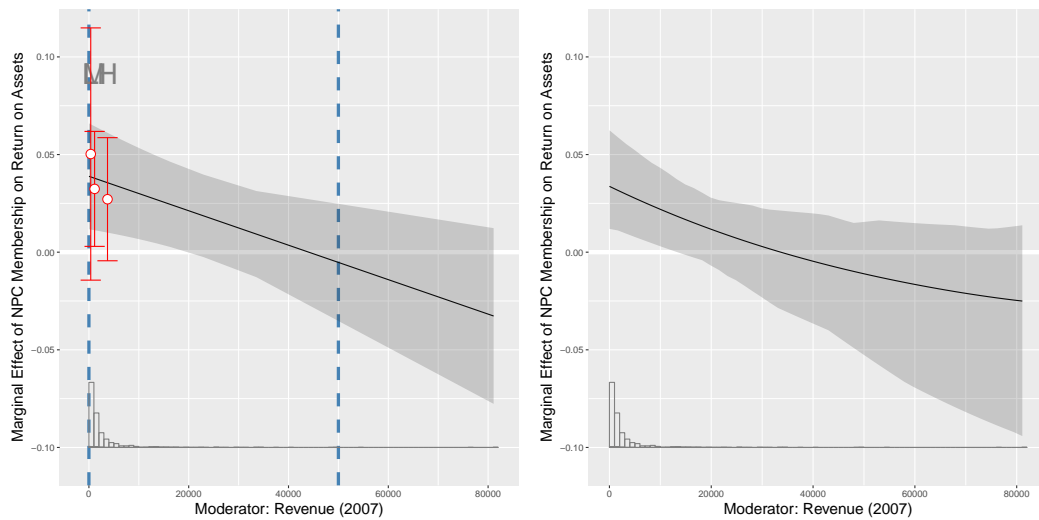 Marginal Effect of NPC Membership on Return on Assets
0.10
0.05
0.00
−0.05
−0.10
H
0 20000 40000 60000 80000
Moderator: Revenue (2007)
Marginal Effect of NPC Membership on Return on Assets
0.10
0.05
0.00
−0.05
−0.10
0 20000 40000 60000 80000
Moderator: Revenue (2007)